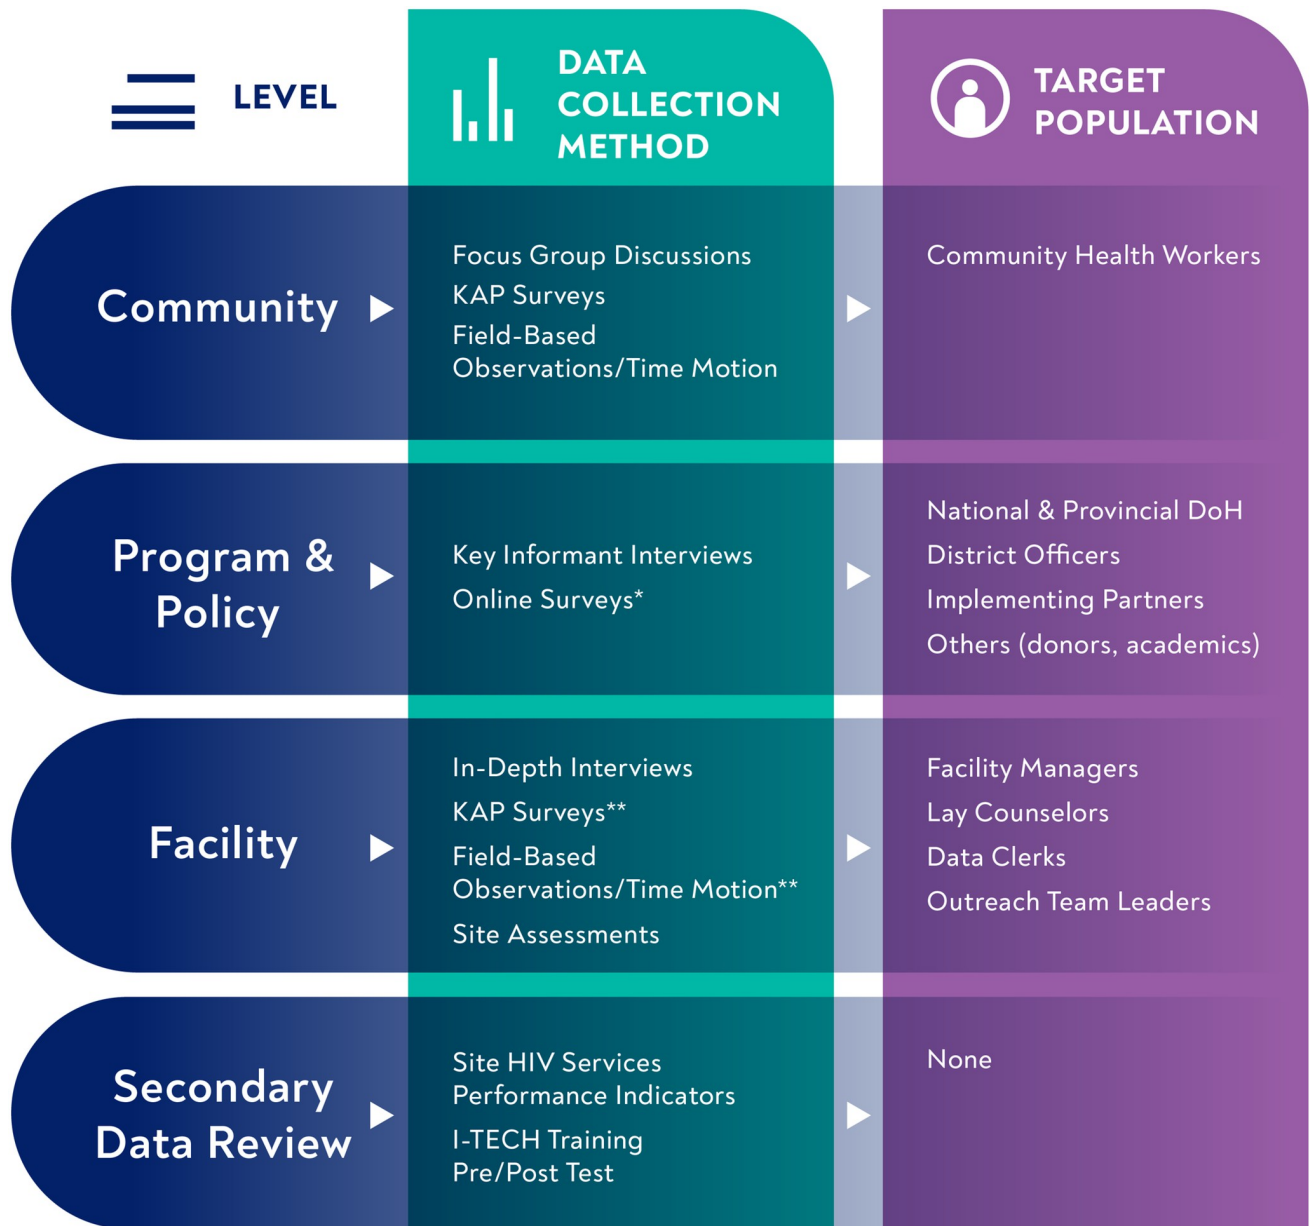 LEVEL
DATA
COLLECTION
METHOD
TARGET
POPULATION
Community
Focus Group Discussions
KAP Surveys
Field-Based
Observations/Time Motion
Community Health Workers
Program &
Policy
Key Informant Interviews
Online Surveys*
National & Provincial DoH
District Officers
Implementing Partners
Others (donors, academics)
Facility
In-Depth Interviews
KAP Surveys**
Field-Based
Observations/Time Motion**
Site Assessments
Facility Managers
Lay Counselors
Data Clerks
Outreach Team Leaders
Secondary
Data Review
Site HIV Services
Performance Indicators
I-TECH Training
Pre/Post Test
None